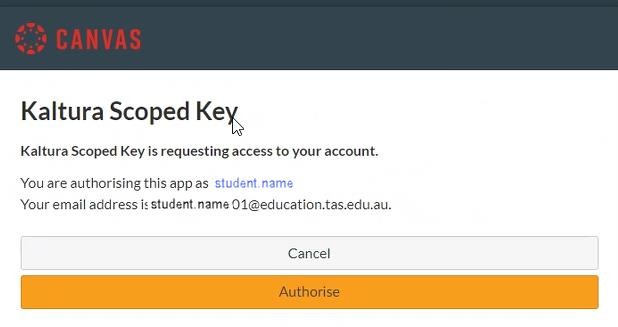 CANVAS
Kaltura Scoped Key
Kaltura Scoped Key is requesting access to your account.
You are authorising this app as student.name
Your email address is student.name 01@education.tas.edu.au.
Cancel
Authorise